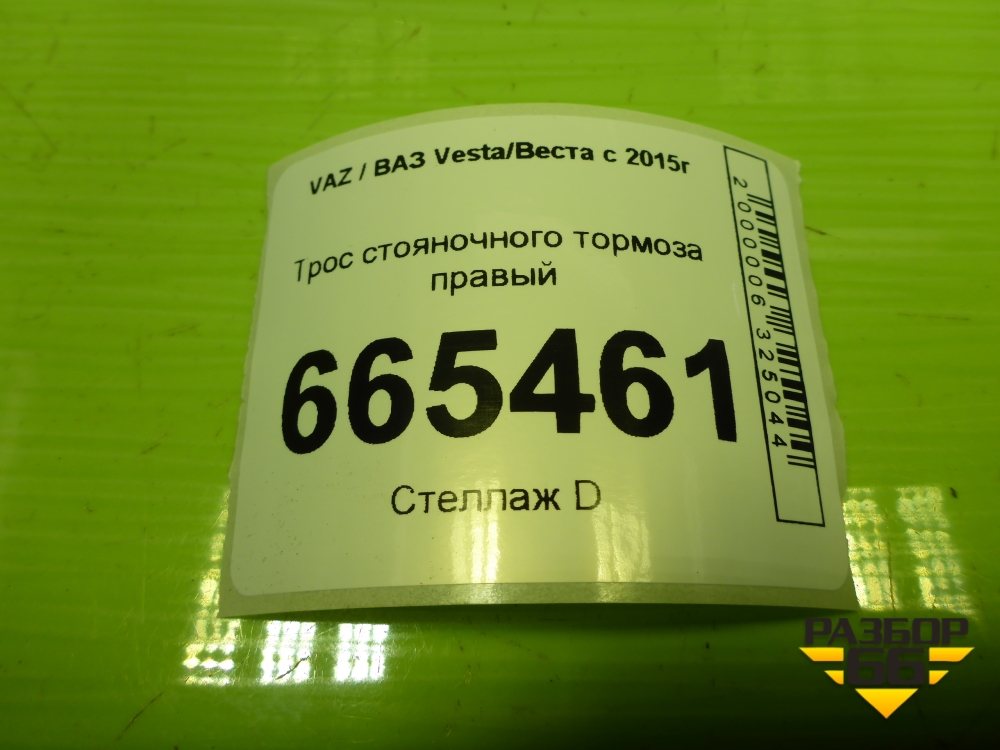 VAZ / ВАЗ Vesta/Веста с 2015г
Трос стояночного тормоза
правый
665461
Стеллаж D
2000006325044
РАЗБОР
66